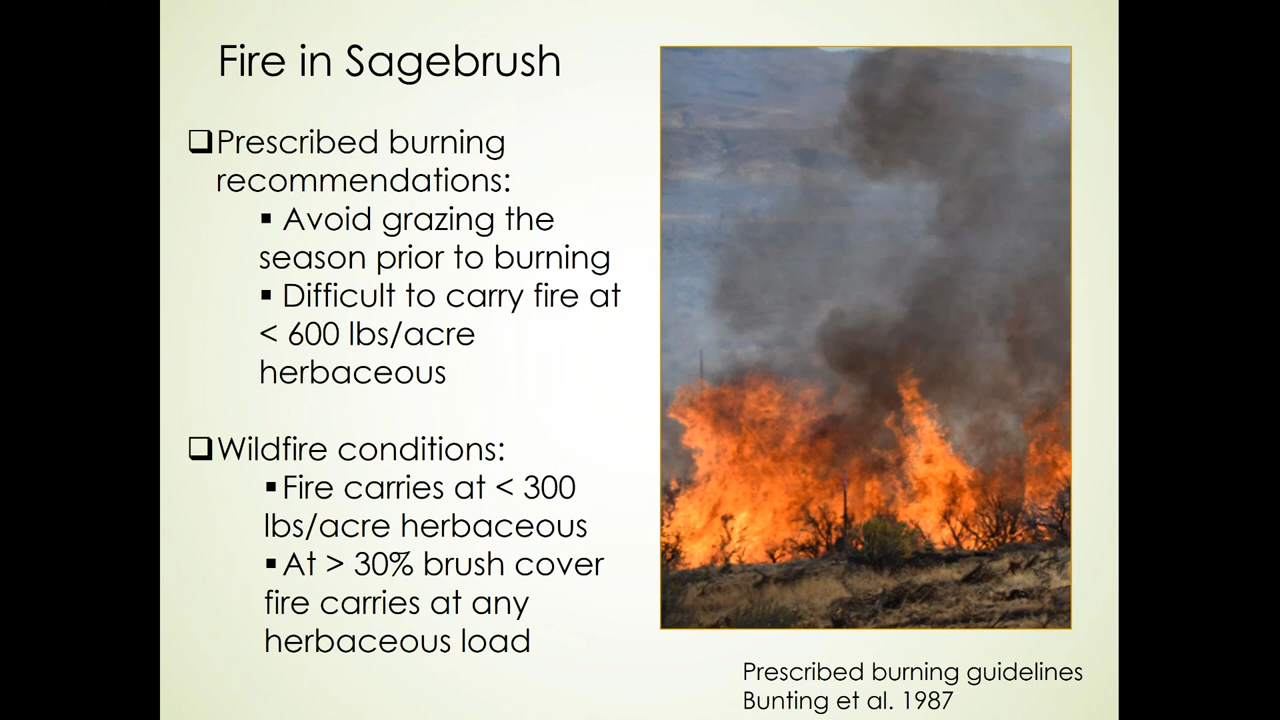 Fire in Sagebrush
❑Prescribed burning
recommendations:
▪ Avoid grazing the
season prior to burning
▪ Difficult to carry fire at
< 600 lbs/acre
herbaceous
❑Wildfire conditions:
▪Fire carries at < 300
lbs/acre herbaceous
▪At > 30% brush cover
fire carries at any
herbaceous load
Prescribed burning guidelines
Bunting et al. 1987